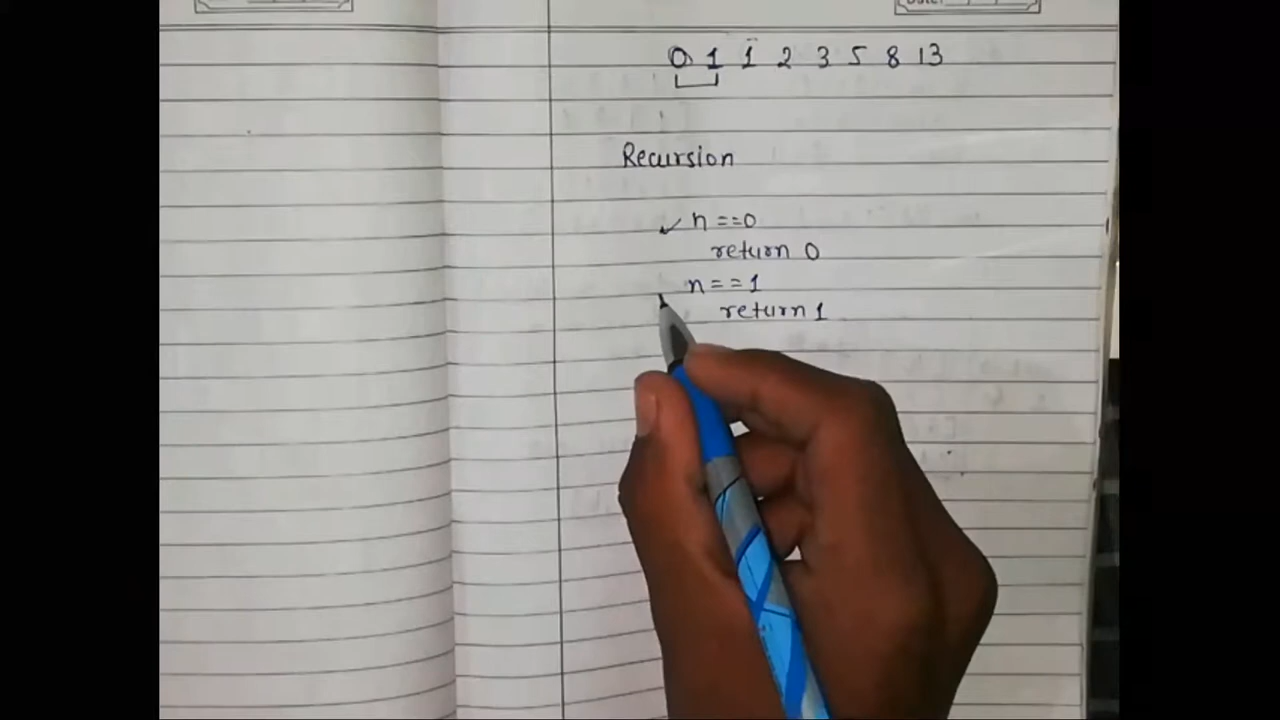 0 1 1 2 3 5 8 13
Recursion
n ==0
return 0
n = = 1
return 1